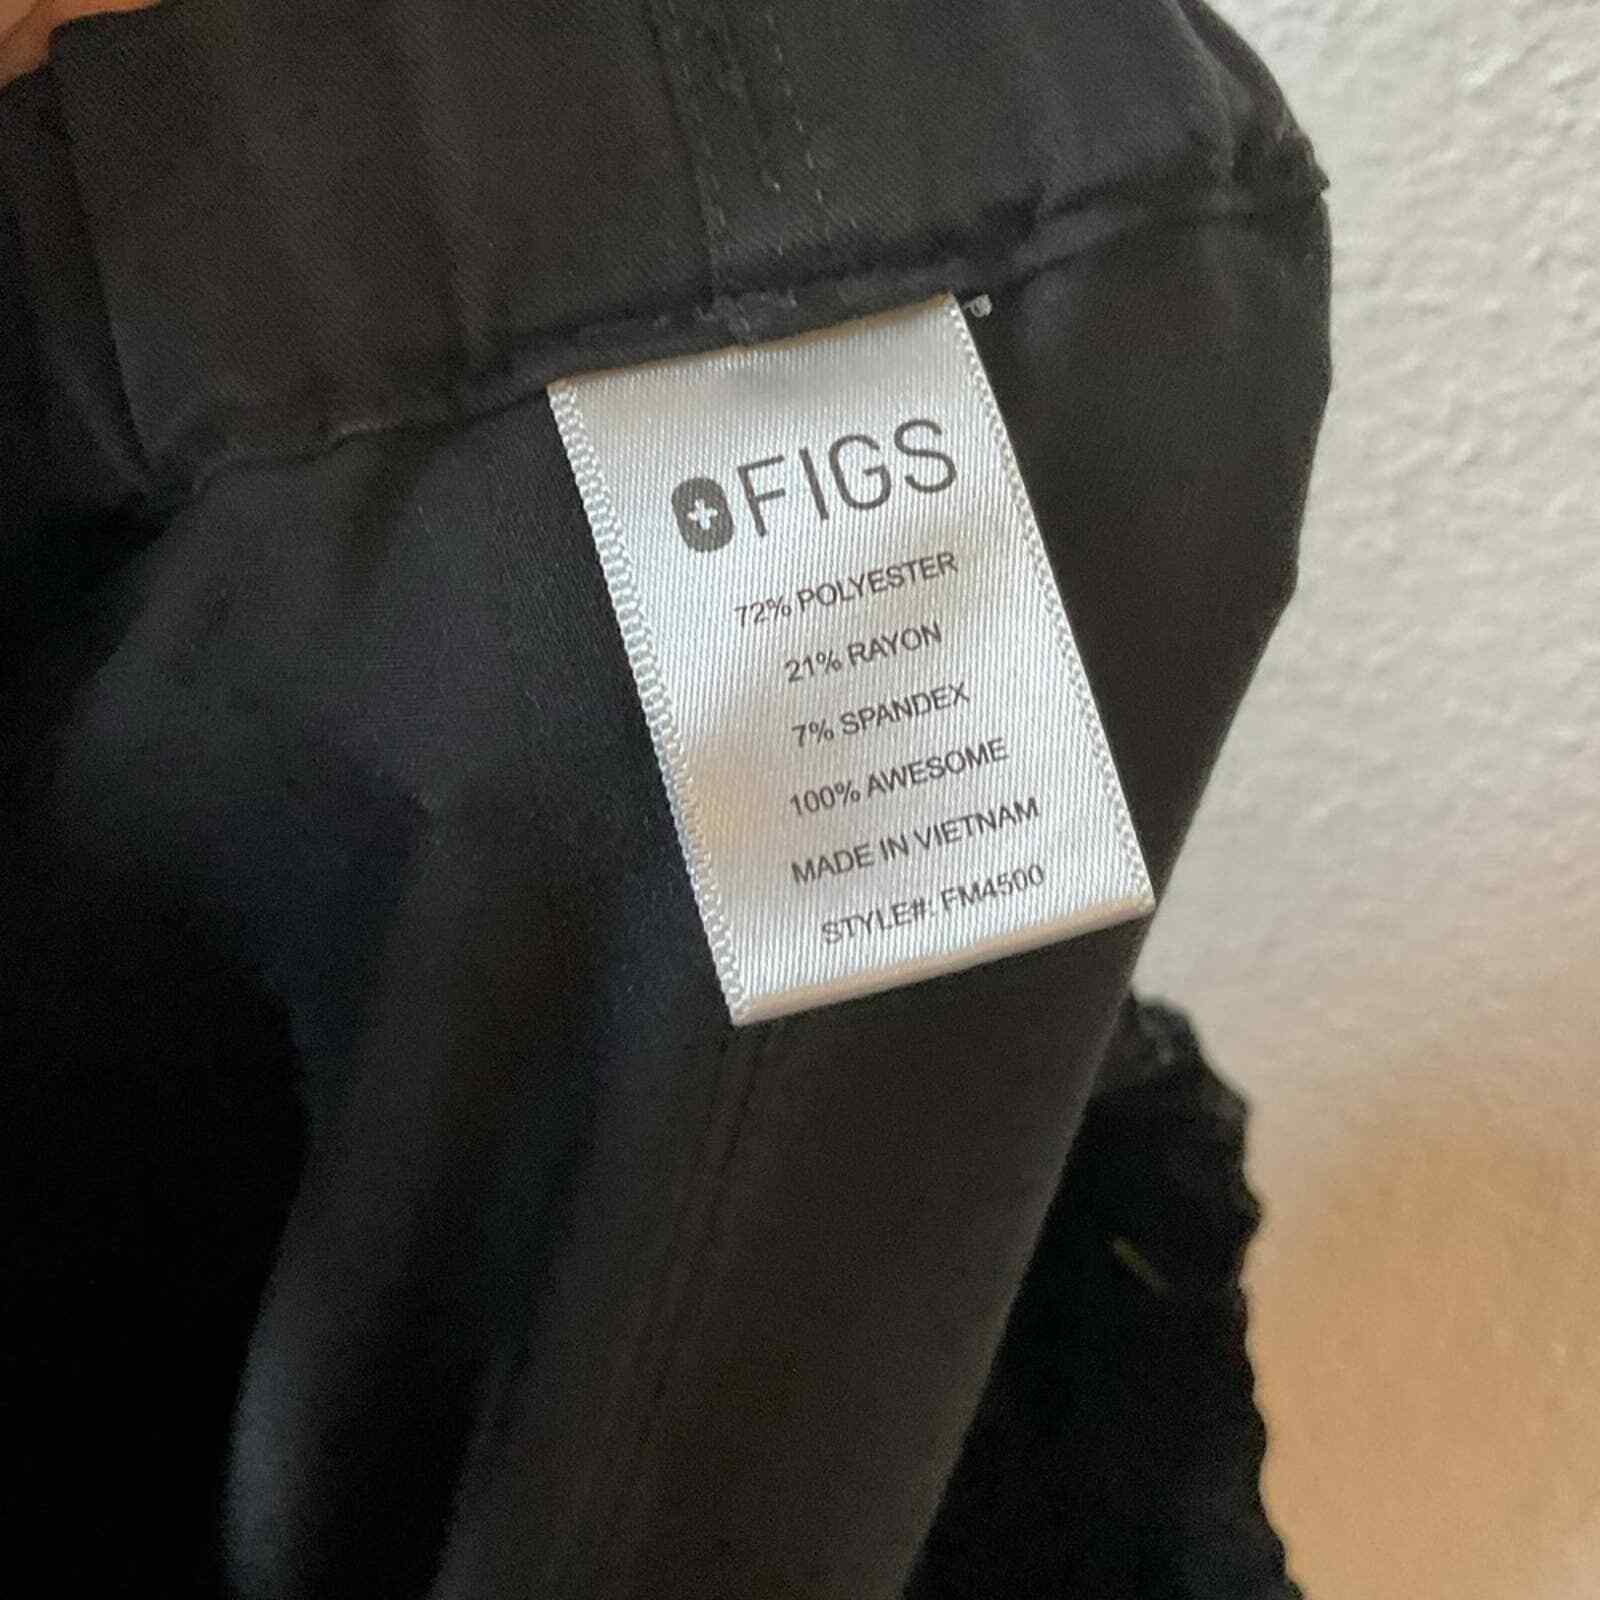 FIGS
72% POLYESTER
21% RAYON
7% SPANDEX
100% AWESOME
MADE IN VIETNAM
STYLE#: FM4500